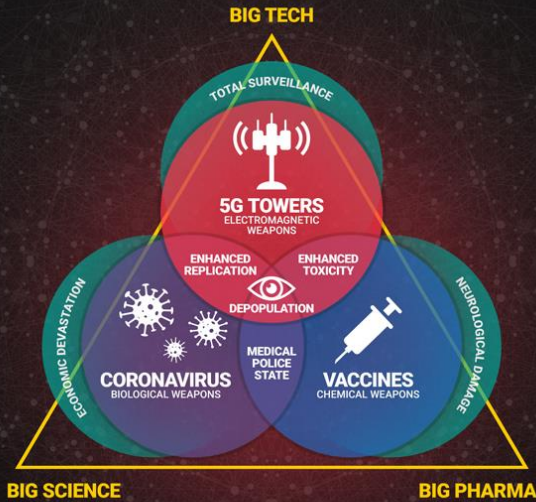 BIG TECH
TOTAL SURVEILLANCE
5G TOWERS
ELECTROMAGNETIC
WEAPONS
ENHANCED
REPLICATION
ENHANCED
TOXICITY
DEPOPULATION
ECONOMIC DEVASTATION
NEUROLOGICAL DAMAGE
MEDICAL
POLICE
STATE
CORONAVIRUS
BIOLOGICAL WEAPONS
VACCINES
CHEMICAL WEAPONS
BIG SCIENCE
BIG PHARMA